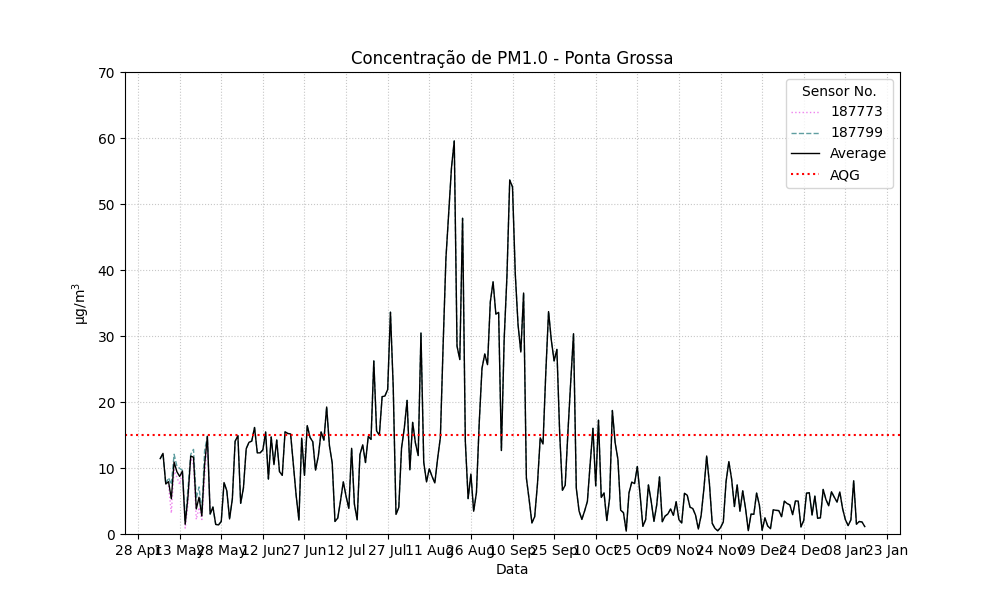 Concentração de PM1.0 - Ponta Grossa
70
60
50
40
30
20
10
0
µg/m³
Sensor No.
187773
187799
Average
AQG
28 Apr 13 May 28 May 12 Jun 27 Jun 12 Jul 27 Jul 11 Aug 26 Aug 10 Sep 25 Sep 10 Oct 25 Oct 09 Nov 24 Nov 09 Dec 24 Dec 08 Jan 23 Jan
Data